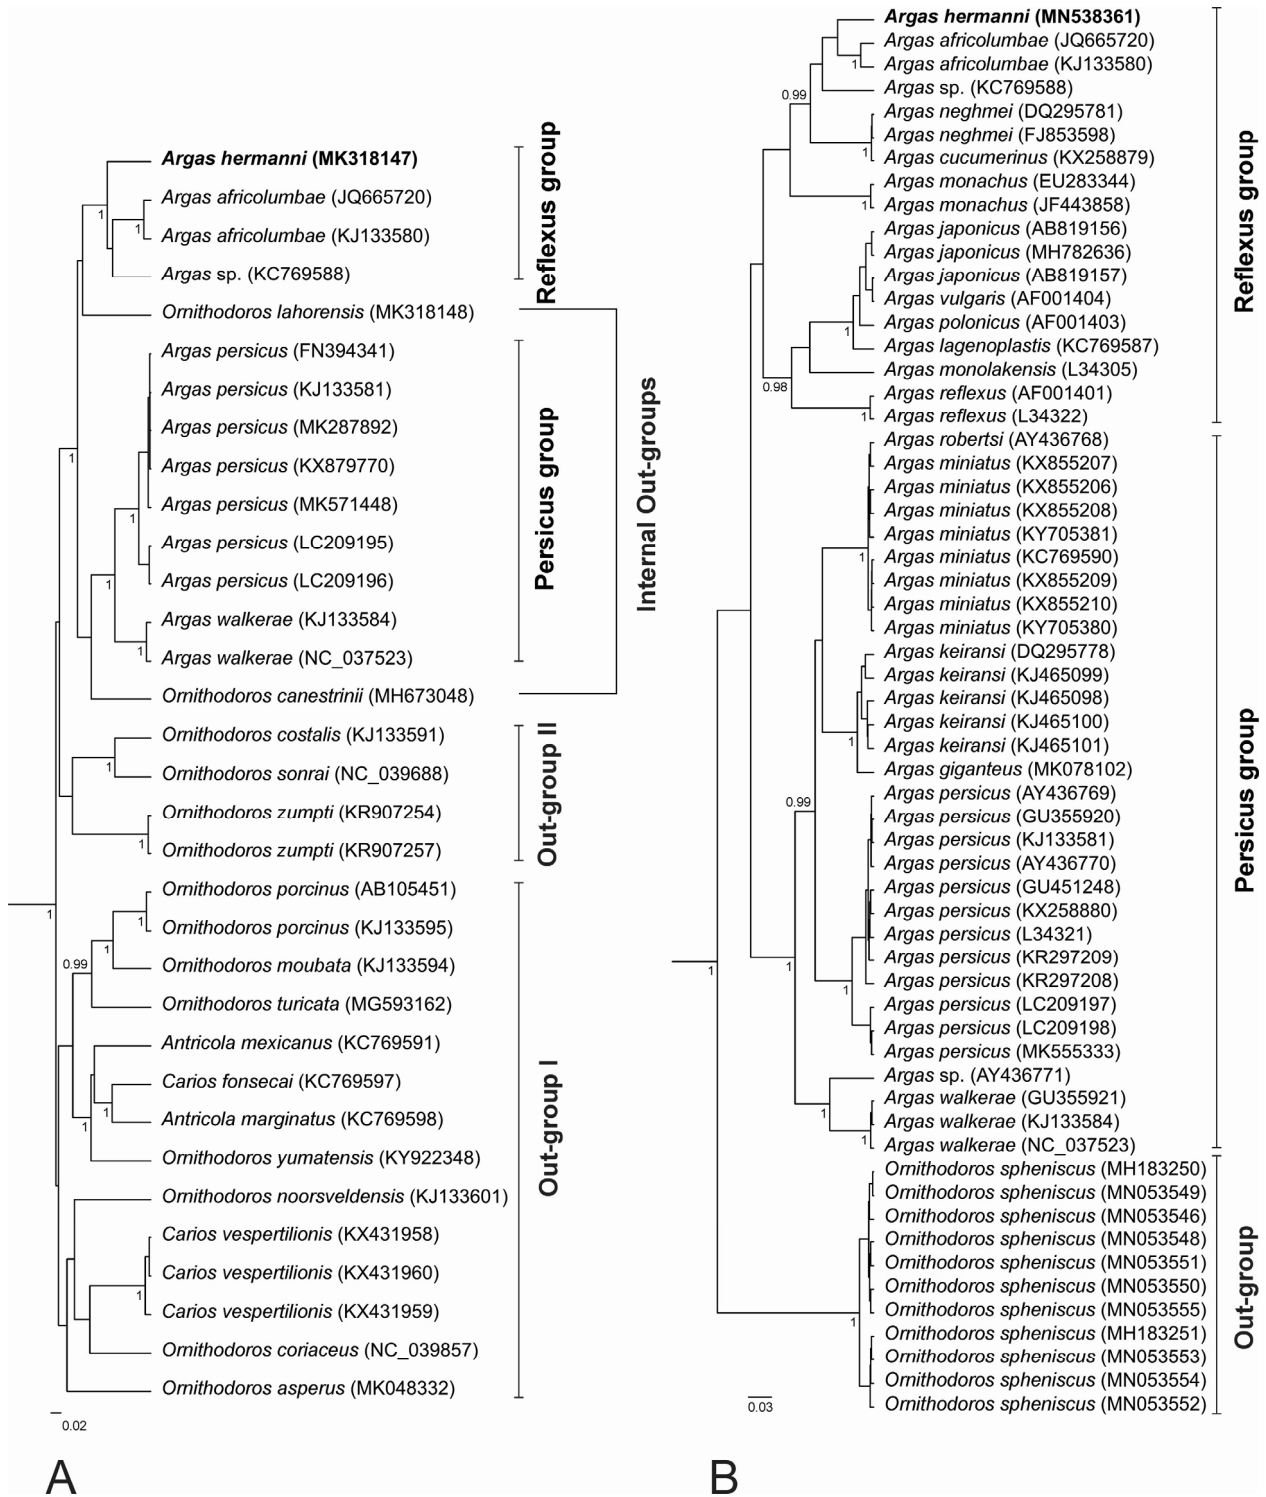 Argas hermanni (MK318147)
Argas africolumbae (JQ665720)
1
Argas africolumbae (KJ133580)
1
Argas sp. (KC769588)
Reflexus group
Ornithodoros lahorensis (MK318148)
Argas persicus (FN394341)
Argas persicus (KJ133581)
Argas persicus (MK287892)
1
Argas persicus (KX879770)
Argas persicus (MK571448)
1
Argas persicus (LC209195)
Argas persicus (LC209196)
1
Argas walkerae (KJ133584)
1
Argas walkerae (NC_037523)
Persicus group
Ornithodoros canestrinii (MH673048)
Internal Out-groups
Ornithodoros costalis (KJ133591)
1
Ornithodoros sonrai (NC_039688)
Ornithodoros zumpti (KR907254)
1
Ornithodoros zumpti (KR907257)
Out-group II
Ornithodoros porcinus (AB105451)
1
1
Ornithodoros porcinus (KJ133595)
1
0.99
Ornithodoros moubata (KJ133594)
Ornithodoros turicata (MG593162)
Antricola mexicanus (KC769591)
Carios fonsecai (KC769597)
1
Antricola marginatus (KC769598)
1
Ornithodoros yumatensis (KY922348)
Ornithodoros noorsveldensis (KJ133601)
Carios vespertilionis (KX431958)
Carios vespertilionis (KX431960)
1
Carios vespertilionis (KX431959)
Ornithodoros coriaceus (NC_039857)
Ornithodoros asperus (MK048332)
Out-group I
0.02
A
Argas hermanni (MN538361)
Argas africolumbae (JQ665720)
1
Argas africolumbae (KJ133580)
Argas sp. (KC769588)
0.99
Argas neghmei (DQ295781)
Argas neghmei (FJ853598)
1
Argas cucumerinus (KX258879)
Argas monachus (EU283344)
1
Argas monachus (JF443858)
Argas japonicus (AB819156)
Argas japonicus (MH782636)
Argas japonicus (AB819157)
Argas vulgaris (AF001404)
Argas polonicus (AF001403)
1
Argas lagenoplastis (KC769587)
Argas monolakensis (L34305)
0.98
Argas reflexus (AF001401)
1
Argas reflexus (L34322)
Reflexus group
Argas robertsi (AY436768)
Argas miniatus (KX855207)
Argas miniatus (KX855206)
Argas miniatus (KX855208)
Argas miniatus (KY705381)
1
Argas miniatus (KC769590)
Argas miniatus (KX855209)
Argas miniatus (KX855210)
Argas miniatus (KY705380)
Argas keiransi (DQ295778)
Argas keiransi (KJ465099)
Argas keiransi (KJ465098)
Argas keiransi (KJ465100)
1
Argas keiransi (KJ465101)
Argas giganteus (MK078102)
0.99
Argas persicus (AY436769)
Argas persicus (GU355920)
Argas persicus (KJ133581)
Argas persicus (AY436770)
Argas persicus (GU451248)
Argas persicus (KX258880)
Argas persicus (L34321)
Argas persicus (KR297209)
1
1
Argas persicus (KR297208)
1
Argas persicus (LC209197)
Argas persicus (LC209198)
Argas persicus (MK555333)
Argas sp. (AY436771)
Argas walkerae (GU355921)
1
Argas walkerae (KJ133584)
1
Argas walkerae (NC_037523)
Persicus group
Ornithodoros spheniscus (MH183250)
Ornithodoros spheniscus (MN053549)
Ornithodoros spheniscus (MN053546)
Ornithodoros spheniscus (MN053548)
Ornithodoros spheniscus (MN053551)
Ornithodoros spheniscus (MN053550)
Ornithodoros spheniscus (MN053555)
1
Ornithodoros spheniscus (MH183251)
Ornithodoros spheniscus (MN053553)
Ornithodoros spheniscus (MN053554)
Ornithodoros spheniscus (MN053552)
Out-group
0.03
B